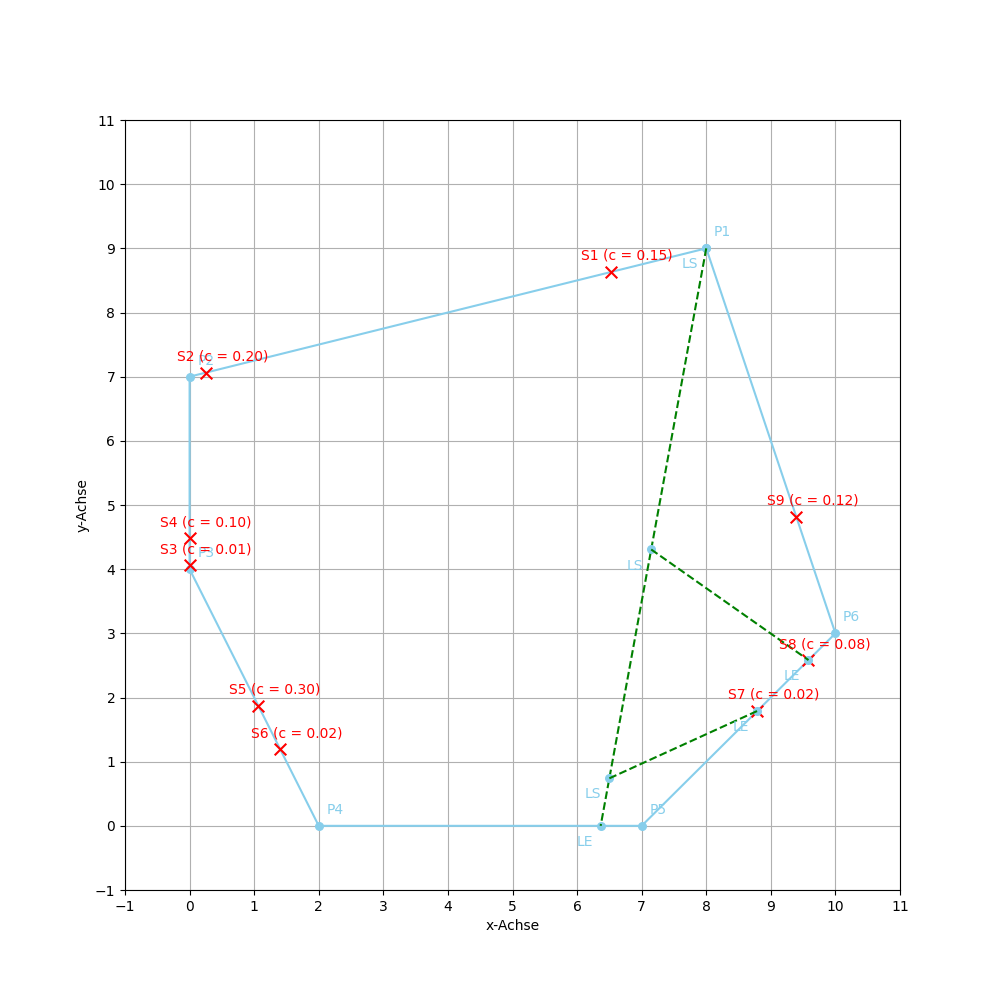 11
10
9
8
7
6
5
4
3
2
1
0
−1
y-Achse
P1
S1 (c = 0.15)
LS
S2 (c = 0.20)
P2
S9 (c = 0.12)
S4 (c = 0.10)
S3 (c = 0.01)
P3
LS
P6
S8 (c = 0.08)
LE
S5 (c = 0.30)
S7 (c = 0.02)
LE
S6 (c = 0.02)
LS
P4
P5
LE
−1 0 1 2 3 4 5 6 7 8 9 10 11
x-Achse